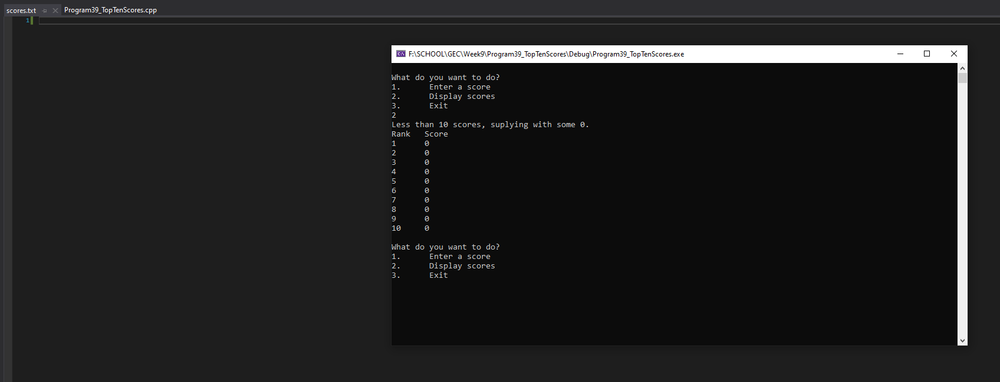 scores.txt Program39_TopTenScores.cpp
1
F:\SCHOOL\GEC\Week9\Program39_TopTenScores\Debug\Program39_TopTenScores.exe
What do you want to do?
1. Enter a score
2. Display scores
3. Exit
2
Less than 10 scores, suplying with some 0.
Rank Score
1 0
2 0
3 0
4 0
5 0
6 0
7 0
8 0
9 0
10 0
What do you want to do?
1. Enter a score
2. Display scores
3. Exit